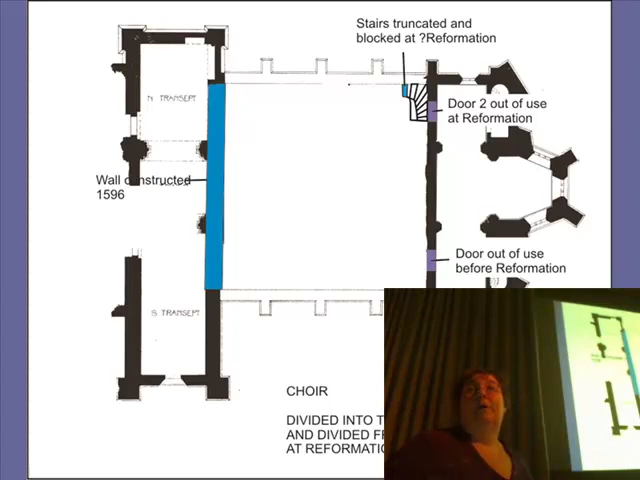 Stairs truncated and
blocked at ?Reformation
N TRANSEPT
Door 2 out of use
at Reformation
Wall constructed
1596
Door out of use
before Reformation
S TRANSEPT
CHOIR
DIVIDED INTO
AND DIVIDED
AT REFORMATIO